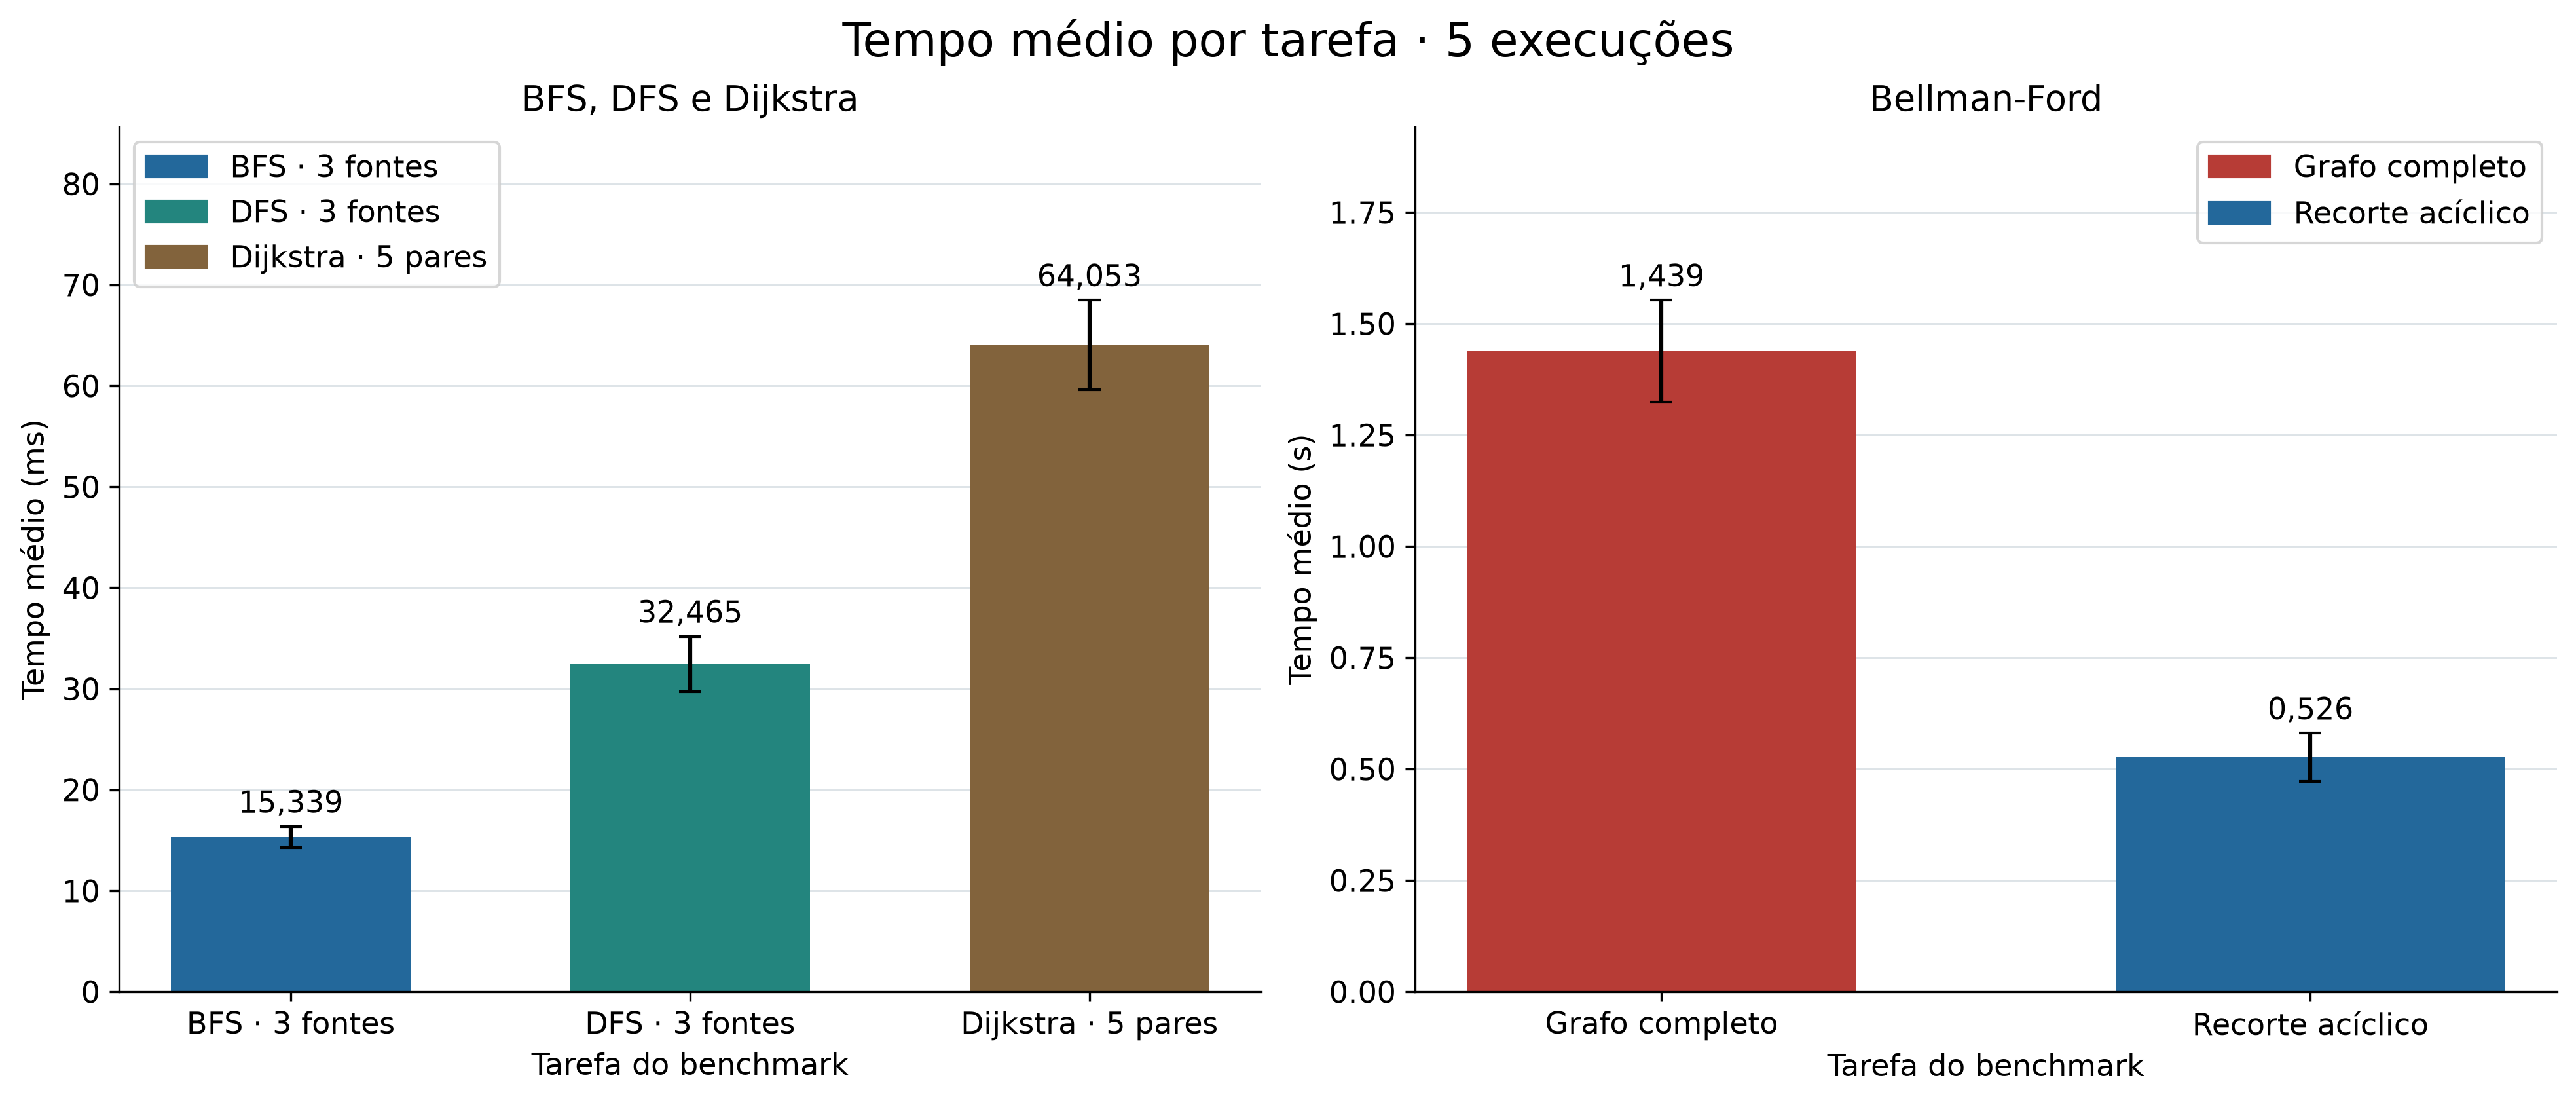 Tempo médio por tarefa · 5 execuções
BFS, DFS e Dijkstra
BFS · 3 fontes
DFS · 3 fontes
Dijkstra · 5 pares
Tempo médio (ms)
80
70
60
50
40
30
20
10
0
15,339
32,465
64,053
BFS · 3 fontes
DFS · 3 fontes
Dijkstra · 5 pares
Tarefa do benchmark
Bellman-Ford
Grafo completo
Recorte acíclico
Tempo médio (s)
1.75
1.50
1.25
1.00
0.75
0.50
0.25
0.00
1,439
0,526
Grafo completo
Recorte acíclico
Tarefa do benchmark